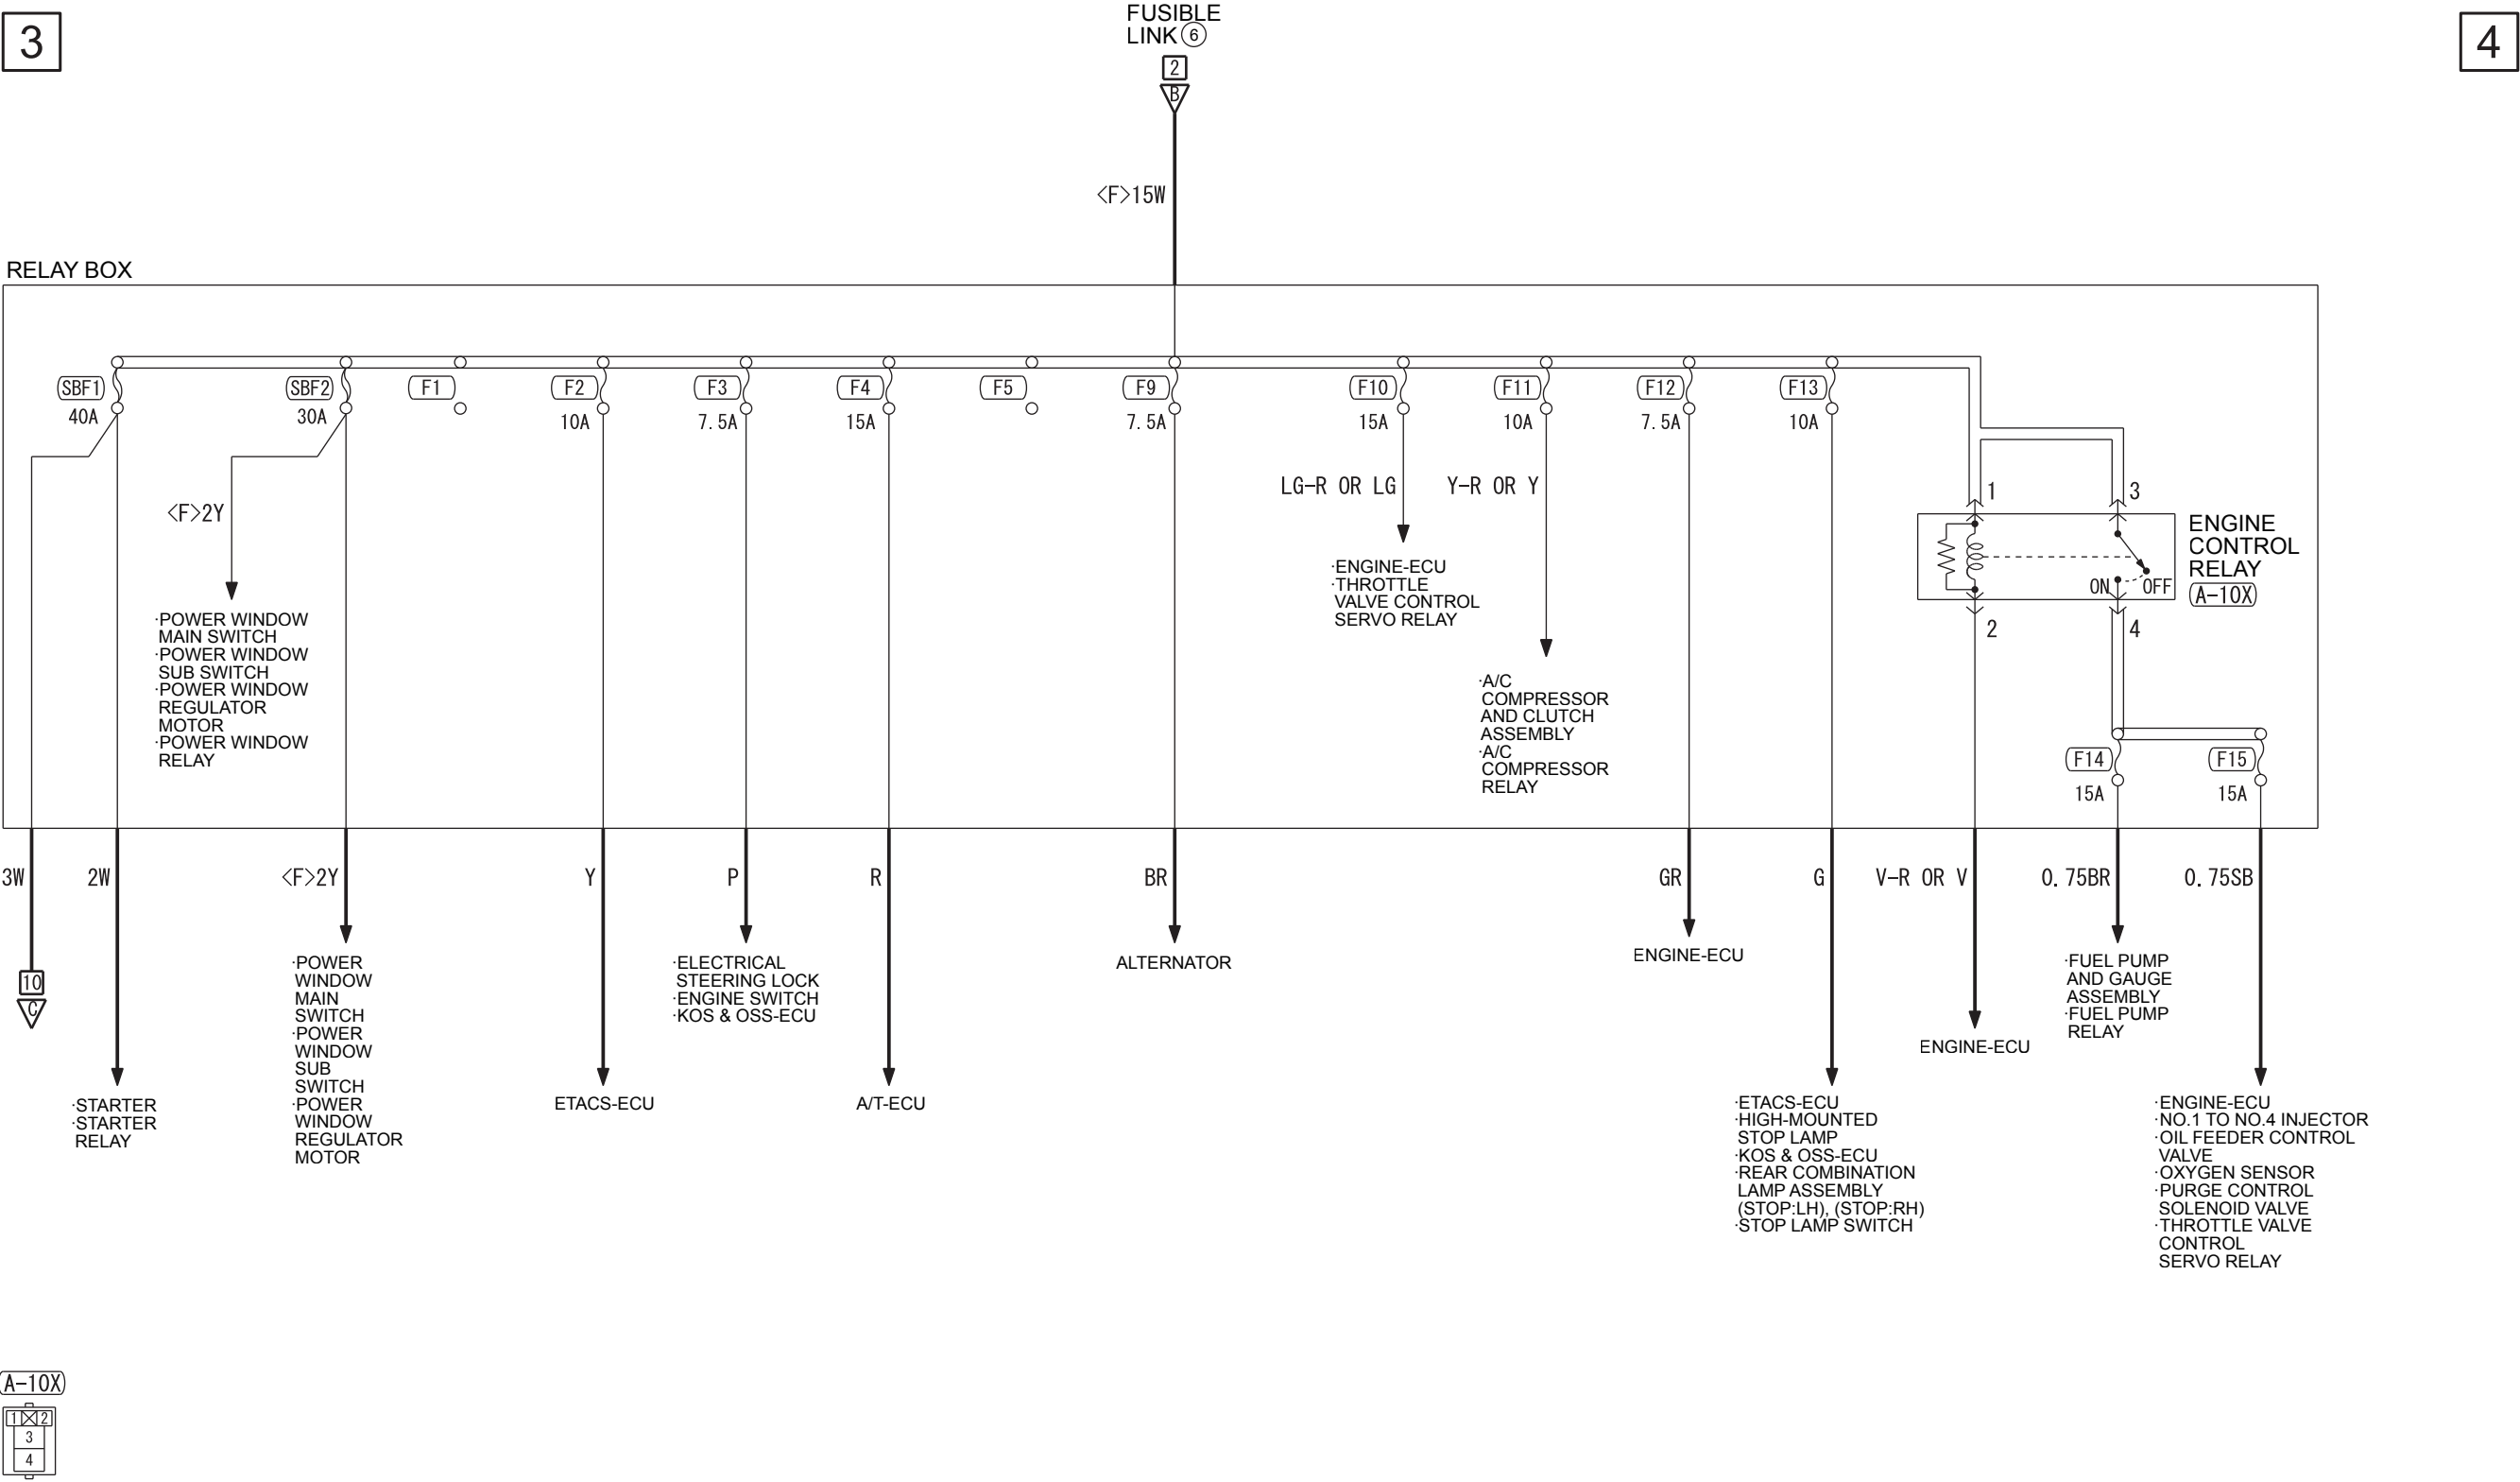 3
FUSIBLE
LINK 6
4
2
B
<F>15W
RELAY BOX
SBF1
SBF2
F1
F2
F3
F4
F5
F9
F10
F11
F12
F13
40A
30A
10A
7.5A
15A
7.5A
15A
10A
7.5A
10A
<F>2Y
LG-R OR LG
Y-R OR Y
1
3
ENGINE
CONTROL
RELAY
A-10X
ON
OFF
2
4
·POWER WINDOW
MAIN SWITCH
·POWER WINDOW
SUB SWITCH
·POWER WINDOW
REGULATOR
MOTOR
·POWER WINDOW
RELAY
·ENGINE-ECU
·THROTTLE
VALVE CONTROL
SERVO RELAY
·A/C
COMPRESSOR
AND CLUTCH
ASSEMBLY
·A/C
COMPRESSOR
RELAY
F14
F15
15A
15A
3W
2W
<F>2Y
Y
P
R
BR
GR
G
V-R OR V
0.75BR
0.75SB
10
C
·STARTER
·STARTER
RELAY
·POWER
WINDOW
MAIN
SWITCH
·POWER
WINDOW
SUB
SWITCH
·POWER
WINDOW
REGULATOR
MOTOR
ETACS-ECU
·ELECTRICAL
STEERING LOCK
·ENGINE SWITCH
·KOS & OSS-ECU
A/T-ECU
ALTERNATOR
ENGINE-ECU
·ETACS-ECU
·HIGH-MOUNTED
STOP LAMP
·KOS & OSS-ECU
·REAR COMBINATION
LAMP ASSEMBLY
(STOP:LH), (STOP:RH)
·STOP LAMP SWITCH
ENGINE-ECU
·FUEL PUMP
AND GAUGE
ASSEMBLY
·FUEL PUMP
RELAY
·ENGINE-ECU
·NO.1 TO NO.4 INJECTOR
·OIL FEEDER CONTROL
VALVE
·OXYGEN SENSOR
·PURGE CONTROL
SOLENOID VALVE
·THROTTLE VALVE
CONTROL
SERVO RELAY
A-10X
1 2
3
4